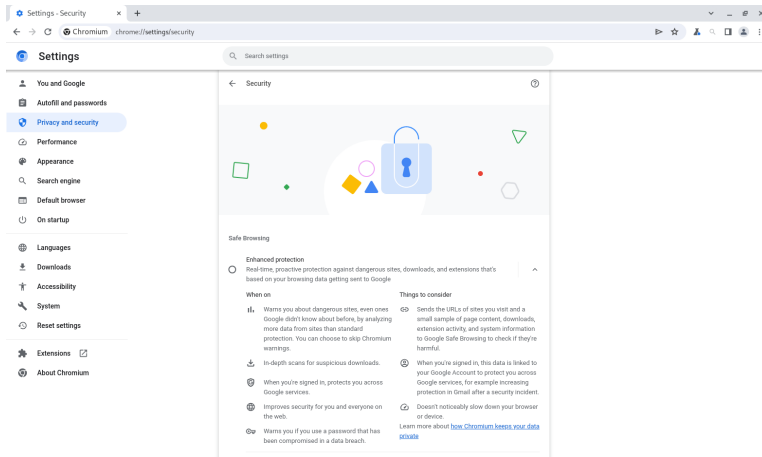 Settings - Security
Chromium
chrome://settings/security
Settings
Search settings
You and Google
Autofill and passwords
Privacy and security
Performance
Appearance
Search engine
Default browser
On startup
Languages
Downloads
Accessibility
System
Reset settings
Extensions
About Chromium
Security
Safe Browsing
Enhanced protection
Real-time, proactive protection against dangerous sites, downloads, and extensions that's
based on your browsing data getting sent to Google
When on
Warns you about dangerous sites, even ones
Google didn't know about before, by analyzing
more data from sites than standard
protection. You can choose to skip Chromium
warnings.
In-depth scans for suspicious downloads.
When you're signed in, protects you across
Google services.
Improves security for you and everyone on
the web.
Warns you if you use a password that has
been compromised in a data breach.
Things to consider
Sends the URLs of sites you visit and a
small sample of page content, downloads,
extension activity, and system information
to Google Safe Browsing to check if they're
harmful.
When you're signed in, this data is linked to
your Google Account to protect you across
Google services, for example increasing
protection in Gmail after a security incident.
Doesn't noticeably slow down your browser
or device.
Learn more about how Chromium keeps your data
private